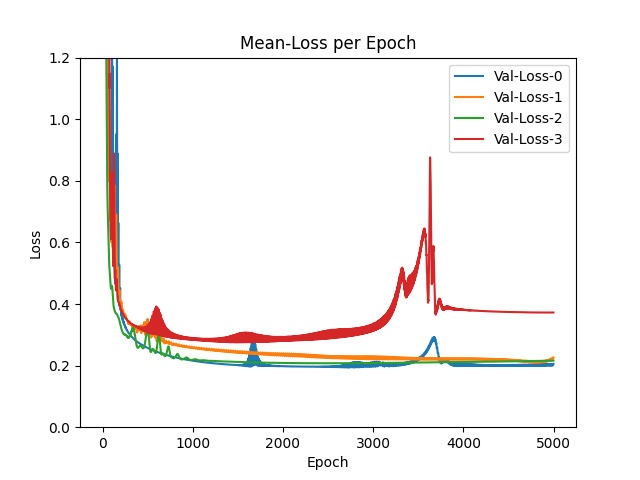 Mean-Loss per Epoch
1.2
1.0
0.8
0.6
0.4
0.2
0.0
Loss
Val-Loss-0
Val-Loss-1
Val-Loss-2
Val-Loss-3
0 1000 2000 3000 4000 5000
Epoch